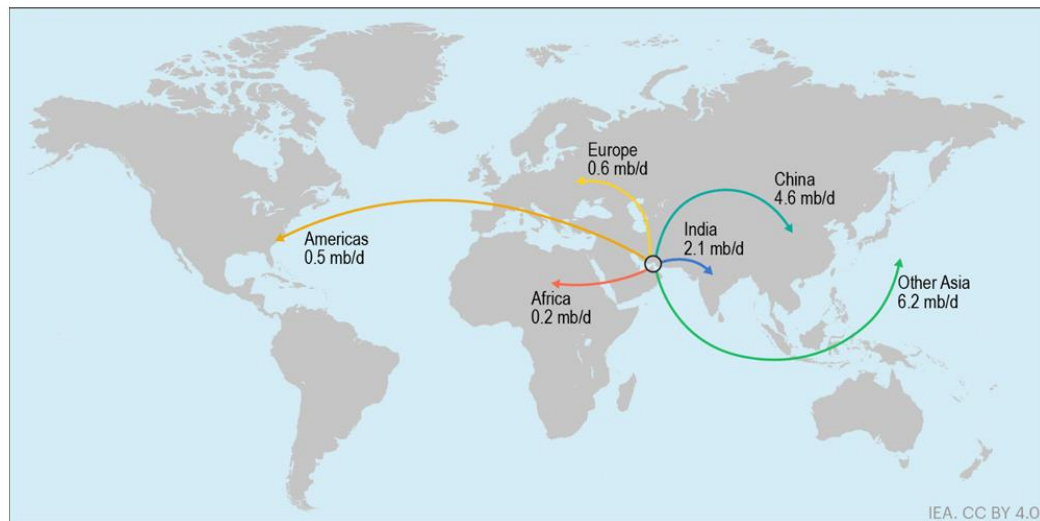 Europe
0.6 mb/d
China
4.6 mb/d
Americas
0.5 mb/d
India
2.1 mb/d
Africa
0.2 mb/d
Other Asia
6.2 mb/d
IEA. CC BY 4.0